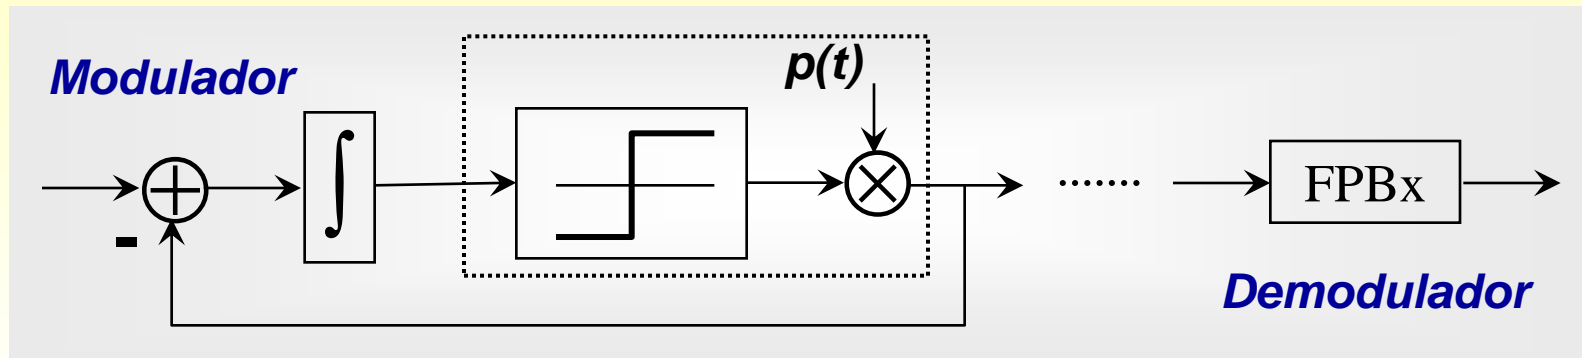 Modulador
p(t)
∫
.......
FPBx
Demodulador